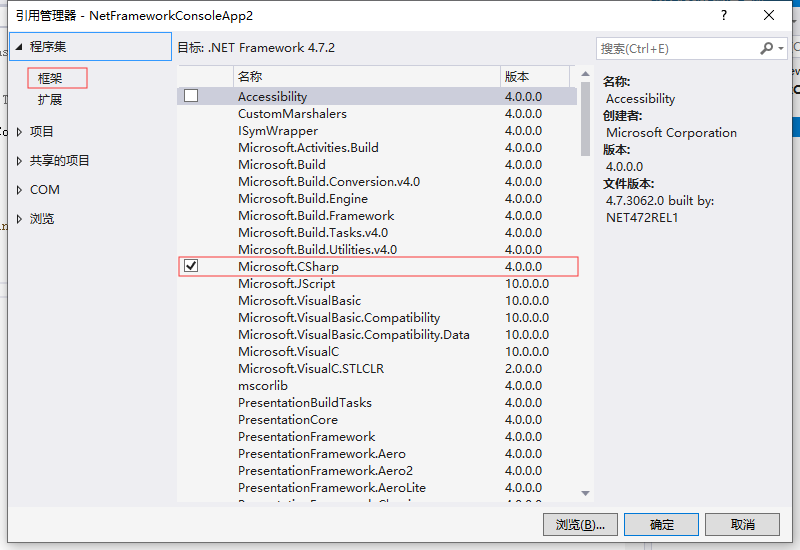 引用管理器 - NetFrameworkConsoleApp2
? ×
程序集
框架
扩展
项目
共享的项目
COM
浏览
目标: .NET Framework 4.7.2
名称 版本
Accessibility 4.0.0.0
CustomMarshalers 4.0.0.0
ISymWrapper 4.0.0.0
Microsoft.Activities.Build 4.0.0.0
Microsoft.Build 4.0.0.0
Microsoft.Build.Conversion.v4.0 4.0.0.0
Microsoft.Build.Engine 4.0.0.0
Microsoft.Build.Framework 4.0.0.0
Microsoft.Build.Tasks.v4.0 4.0.0.0
Microsoft.Build.Utilities.v4.0 4.0.0.0
Microsoft.CSharp 4.0.0.0
Microsoft.JScript 10.0.0.0
Microsoft.VisualBasic 10.0.0.0
Microsoft.VisualBasic.Compatibility 10.0.0.0
Microsoft.VisualBasic.Compatibility.Data 10.0.0.0
Microsoft.VisualC 10.0.0.0
Microsoft.VisualC.STLCLR 2.0.0.0
mscorlib 4.0.0.0
PresentationBuildTasks 4.0.0.0
PresentationCore 4.0.0.0
PresentationFramework 4.0.0.0
PresentationFramework.Aero 4.0.0.0
PresentationFramework.Aero2 4.0.0.0
PresentationFramework.AeroLite 4.0.0.0
搜索(Ctrl+E)
名称:
Accessibility
创建者:
Microsoft Corporation
版本:
4.0.0.0
文件版本:
4.7.3062.0 built by:
NET472REL1
浏览(B)... 确定 取消